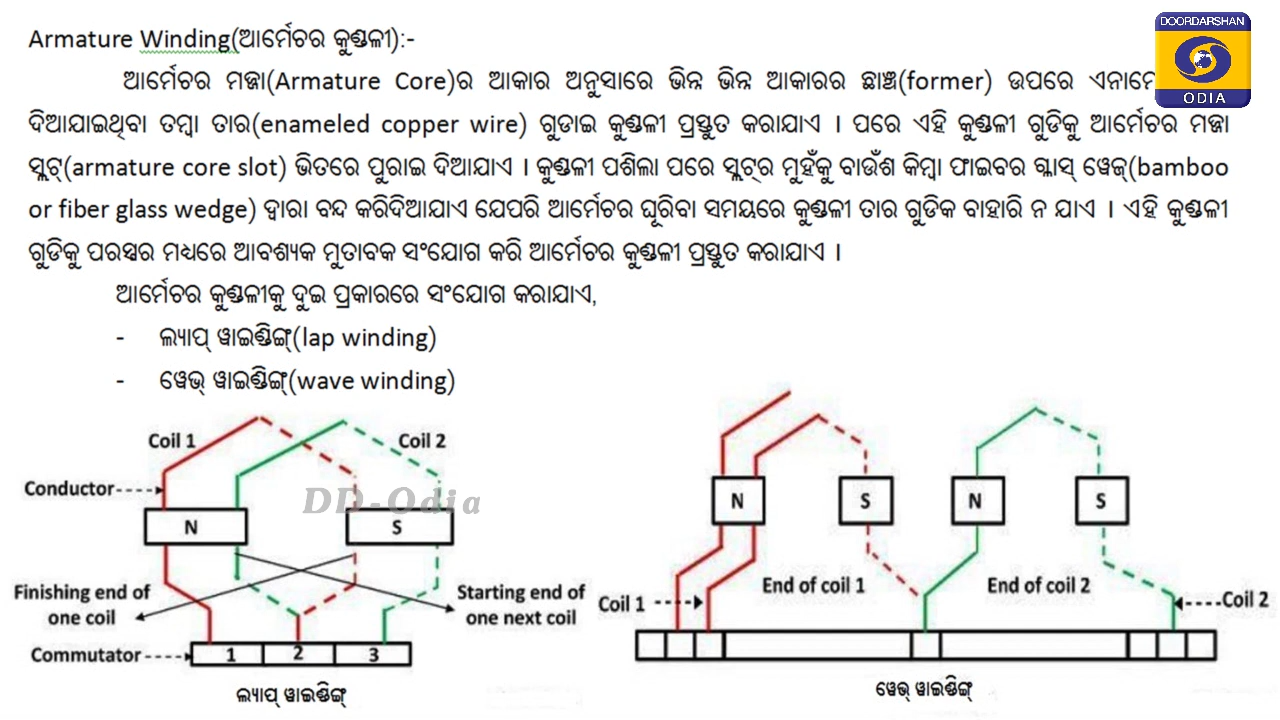 Armature Winding(ଆର୍ମେଚର କୁଣ୍ଡଳୀ):-
ଆର୍ମେଚର ମଜ୍ଜା(Armature Core)ର ଆକାର ଅନୁସାରେ ଭିନ୍ନ ଭିନ୍ନ ଆକାରର ଛାଞ୍ଚ(former) ଉପରେ
ଦିଆଯାଇଥିବା ତମ୍ବା ତାର(enameled copper wire) ଗୁଡାଇ କୁଣ୍ଡଳୀ ପ୍ରସ୍ତୁତ କରାଯାଏ । ପରେ ଏହି କୁଣ୍ଡଳୀ ଗୁଡିକୁ ଆର୍ମେଚର ମଜ୍ଜା
ସ୍ଲଟ୍(armature core slot) ଭିତରେ ପୁରାଇ ଦିଆଯାଏ । କୁଣ୍ଡଳୀ ପଶିଲା ପରେ ସ୍ଲଟ୍‌ର ମୁହଁକୁ ବାଉଁଶ କିମ୍ବା ଫାଇବର ଗ୍ଲାସ୍ ୱେଜ୍(bamboo
or fiber glass wedge) ଦ୍ୱାରା ବନ୍ଦ କରିଦିଆଯାଏ ଯେପରି ଆର୍ମେଚର ଘୂରିବା ସମୟରେ କୁଣ୍ଡଳୀ ତାର ଗୁଡିକ ବାହାରି ନ ଯାଏ । ଏହି କୁଣ୍ଡଳୀ
ଗୁଡିକୁ ପରସ୍ପର ମଧ୍ୟରେ ଆବଶ୍ୟକ ମୁତାବକ ସଂଯୋଗ କରି ଆର୍ମେଚର କୁଣ୍ଡଳୀ ପ୍ରସ୍ତୁତ କରାଯାଏ ।
ଆର୍ମେଚର କୁଣ୍ଡଳୀକୁ ଦୁଇ ପ୍ରକାରରେ ସଂଯୋଗ କରାଯାଏ,
- ଲ୍ୟାପ୍ ୱାଇଣ୍ଡିଙ୍ଗ୍(lap winding)
- ୱେଭ୍ ୱାଇଣ୍ଡିଙ୍ଗ୍(wave winding)
DOORDARSHAN
ODIA
Coil 1
Coil 2
Conductor
DD-Odia
N
S
Finishing end of
one coil
Starting end of
one next coil
Commutator
1 2 3
ଲ୍ୟାପ୍ ୱାଇଣ୍ଡିଙ୍ଗ୍
N S N S
End of coil 1
End of coil 2
Coil 1
Coil 2
ୱେଭ୍ ୱାଇଣ୍ଡିଙ୍ଗ୍